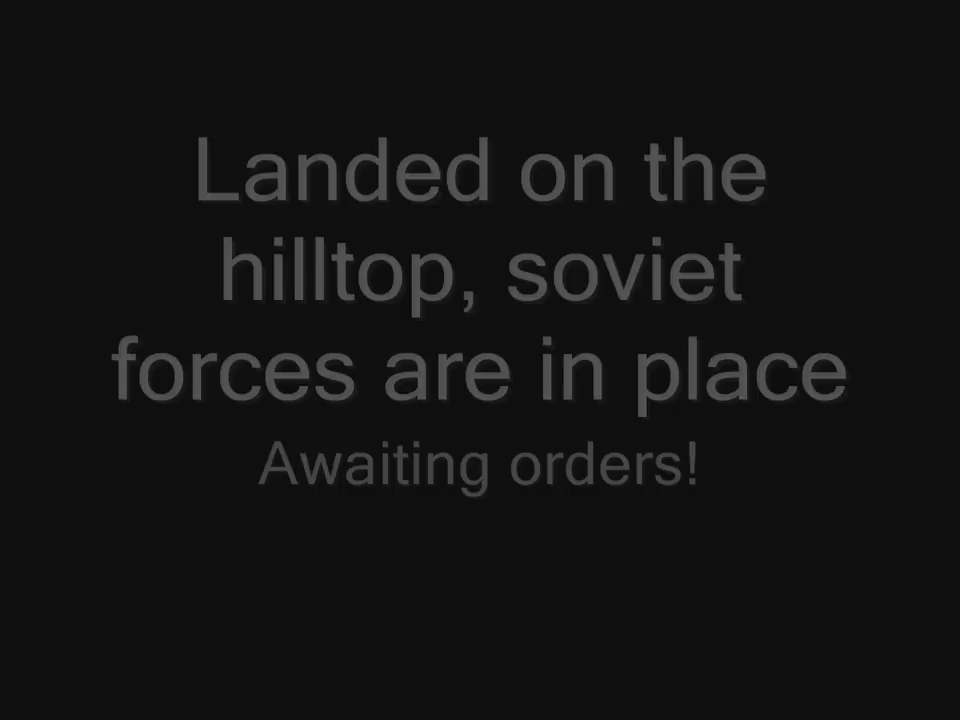 Landed on the
hilltop, soviet
forces are in place
Awaiting orders!